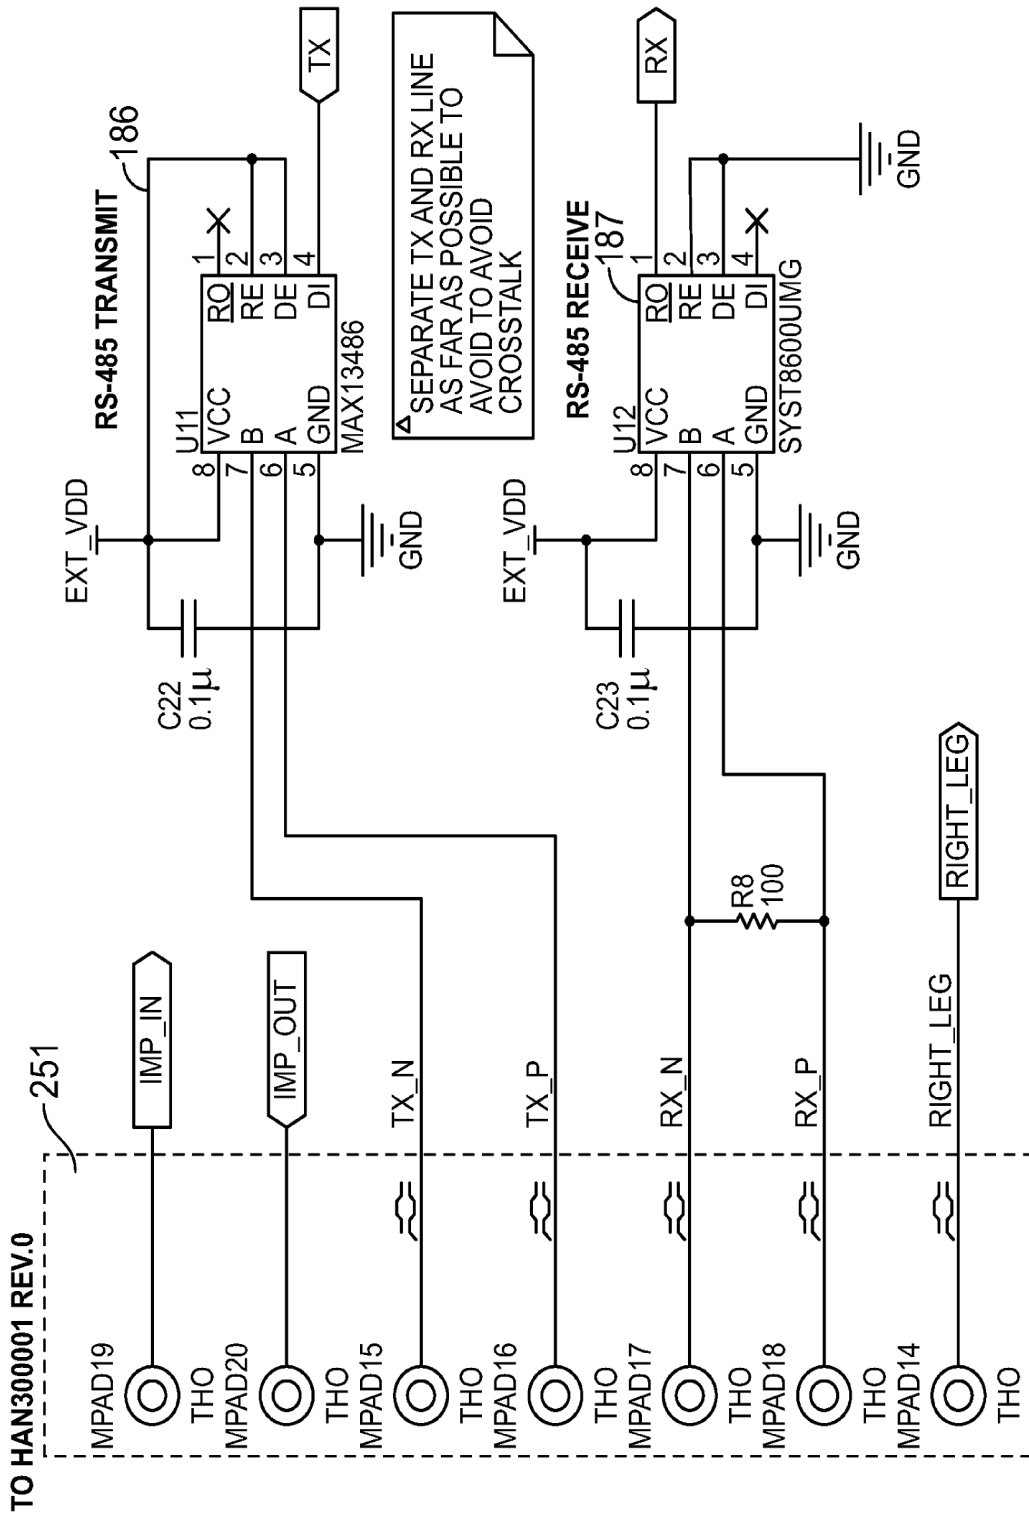 TO HAN300001 REV.0
251
MPAD19
THO
IMP_IN
MPAD20
THO
IMP_OUT
MPAD15
THO
TX_N
MPAD16
THO
TX_P
MPAD17
THO
RX_N
MPAD18
THO
RX_P
MPAD14
THO
RIGHT_LEG
RIGHT_LEG
R8
100
RS-485 TRANSMIT
186
EXT_VDD
C22
0.1µ
GND
U11
8 VCC RO 1
7 B RE 2
6 A DE 3
5 GND DI 4
MAX13486
TX
SEPARATE TX AND RX LINE
AS FAR AS POSSIBLE TO
AVOID TO AVOID
CROSSTALK
RS-485 RECEIVE
187
EXT_VDD
C23
0.1µ
GND
U12
8 VCC RO 1
7 B RE 2
6 A DE 3
5 GND DI 4
SYST8600UMG
RX
GND